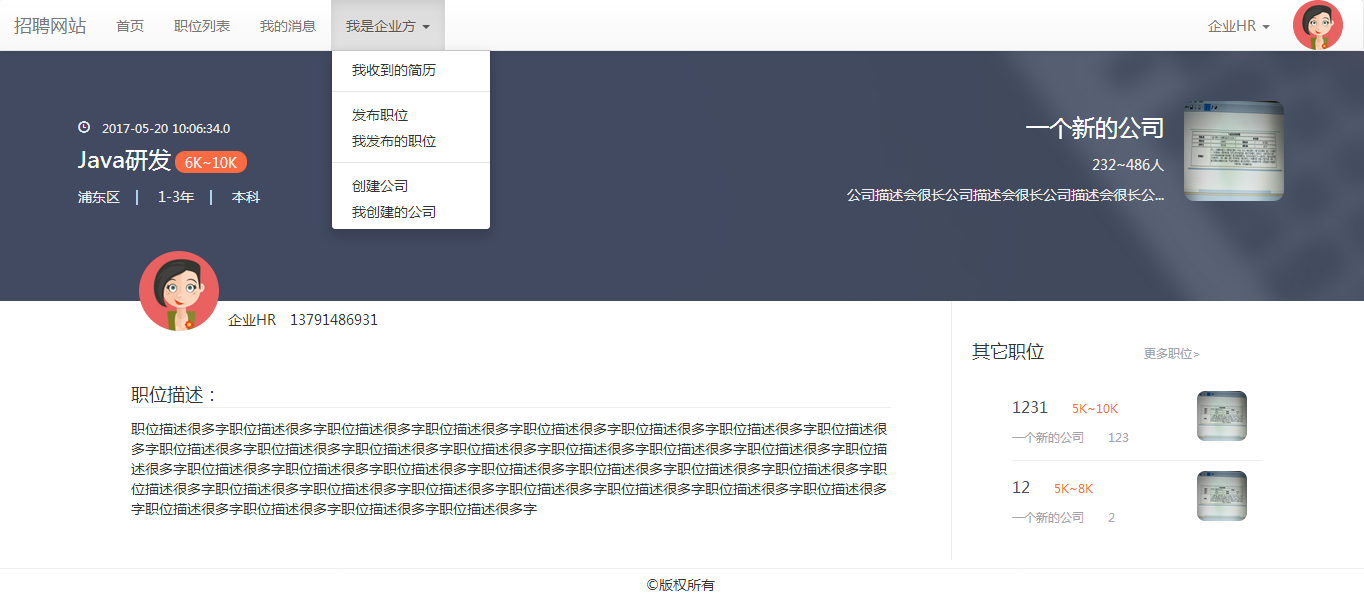 招聘网站 首页 职位列表 我的消息 我是企业方 企业HR
我收到的简历
发布职位
我发布的职位
创建公司
我创建的公司
2017-05-20 10:06:34.0
Java研发 6K~10K
浦东区 | 1-3年 | 本科
一个新的公司
232~486人
公司描述会很长公司描述会很长公司描述会很长公...
企业HR 13791486931
职位描述：
职位描述很多字职位描述很多字职位描述很多字职位描述很多字职位描述很多字职位描述很多字职位描述很多字职位描述很
多字职位描述很多字职位描述很多字职位描述很多字职位描述很多字职位描述很多字职位描述很多字职位描述很多字职位描
述很多字职位描述很多字职位描述很多字职位描述很多字职位描述很多字职位描述很多字职位描述很多字职位描述很多字职
位描述很多字职位描述很多字职位描述很多字职位描述很多字职位描述很多字职位描述很多字职位描述很多字职位描述很多
字职位描述很多字职位描述很多字职位描述很多字职位描述很多字
其它职位 更多职位>
1231 5K~10K
一个新的公司 123
12 5K~8K
一个新的公司 2
©版权所有